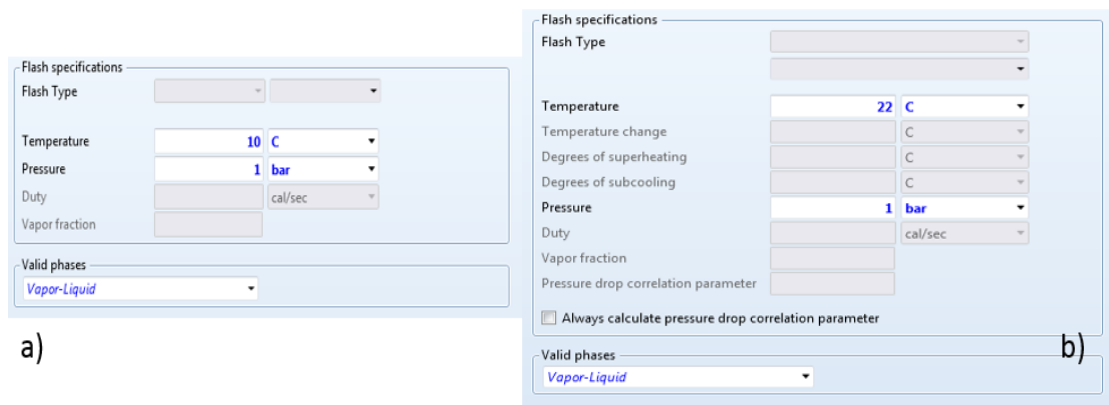 Flash specifications
Flash Type
Temperature 10 C
Pressure 1 bar
Duty cal/sec
Vapor fraction
Valid phases
Vapor-Liquid
a)
Flash specifications
Flash Type
Temperature 22 C
Temperature change C
Degrees of superheating C
Degrees of subcooling C
Pressure 1 bar
Duty cal/sec
Vapor fraction
Pressure drop correlation parameter
Always calculate pressure drop correlation parameter
b)
Valid phases
Vapor-Liquid